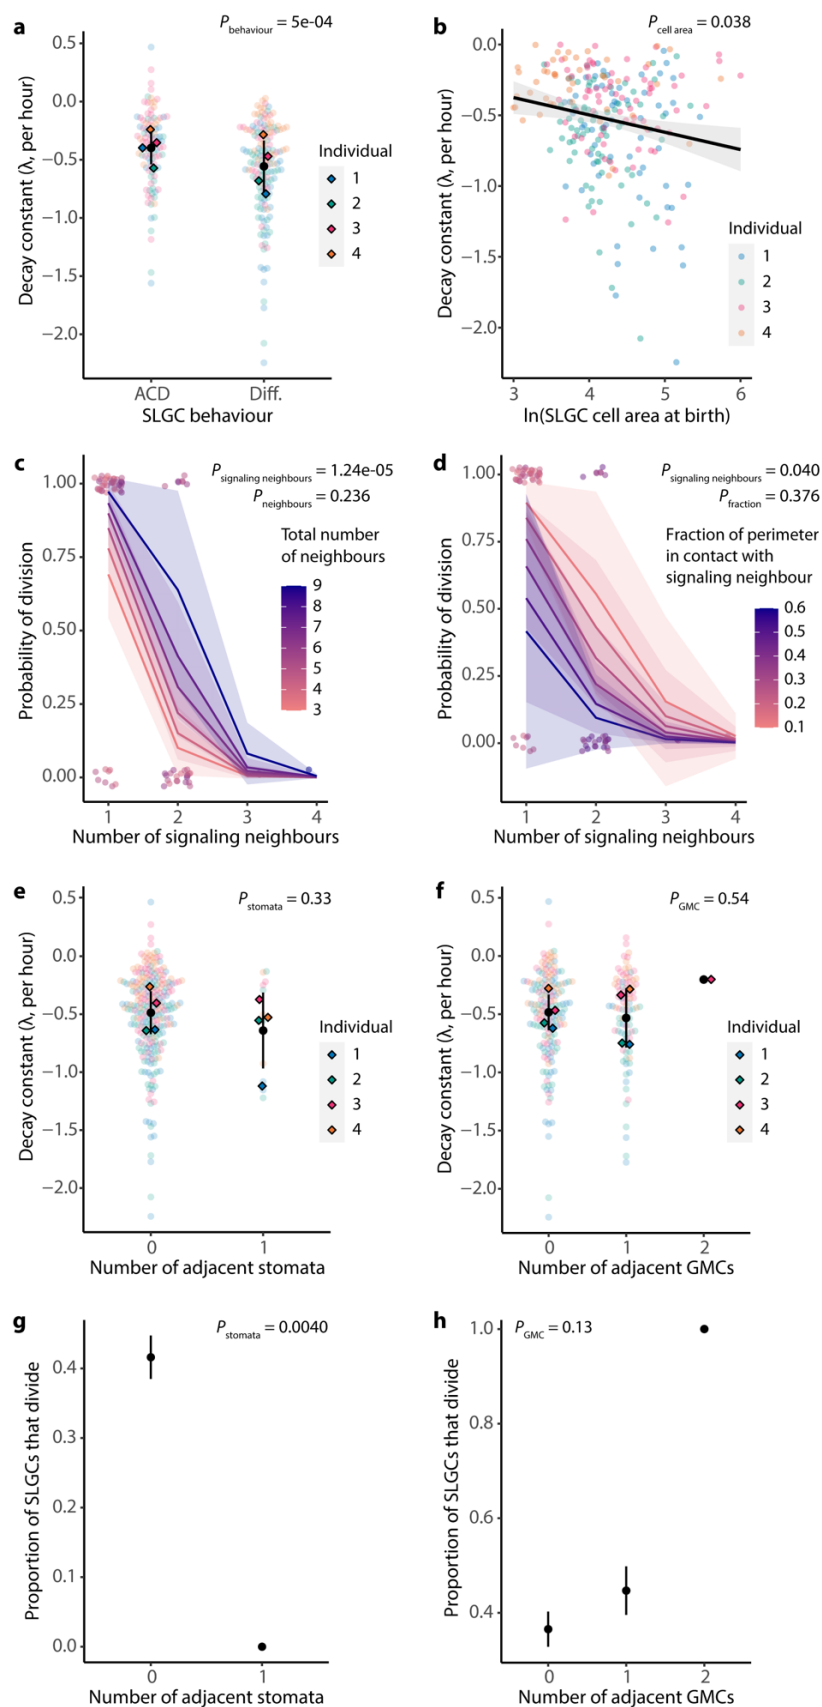 a
P behaviour = 5e-04
0.5
0.0
−0.5
−1.0
−1.5
−2.0
Decay constant (λ, per hour)
ACD
Diff.
SLGC behaviour
Individual
1
2
3
4
b
P cell area = 0.038
0.0
−0.5
−1.0
−1.5
−2.0
Decay constant (λ, per hour)
3
4
5
6
ln(SLGC cell area at birth)
Individual
1
2
3
4
c
P signaling neighbours = 1.24e-05
P neighbours = 0.236
1.00
0.75
0.50
0.25
0.00
Probability of division
1
2
3
4
Number of signaling neighbours
Total number
of neighbours
9
8
7
6
5
4
3
d
P signaling neighbours = 0.040
P fraction = 0.376
1.00
0.75
0.50
0.25
0.00
Probability of division
1
2
3
4
Number of signaling neighbours
Fraction of perimeter
in contact with
signaling neighbour
0.6
0.5
0.4
0.3
0.2
0.1
e
P stomata = 0.33
0.5
0.0
−0.5
−1.0
−1.5
−2.0
Decay constant (λ, per hour)
0
1
Number of adjacent stomata
Individual
1
2
3
4
f
P GMC = 0.54
0.5
0.0
−0.5
−1.0
−1.5
−2.0
Decay constant (λ, per hour)
0
1
2
Number of adjacent GMCs
Individual
1
2
3
4
g
P stomata = 0.0040
0.4
0.3
0.2
0.1
0.0
Proportion of SLGCs that divide
0
1
Number of adjacent stomata
h
P GMC = 0.13
1.0
0.8
0.6
0.4
Proportion of SLGCs that divide
0
1
2
Number of adjacent GMCs